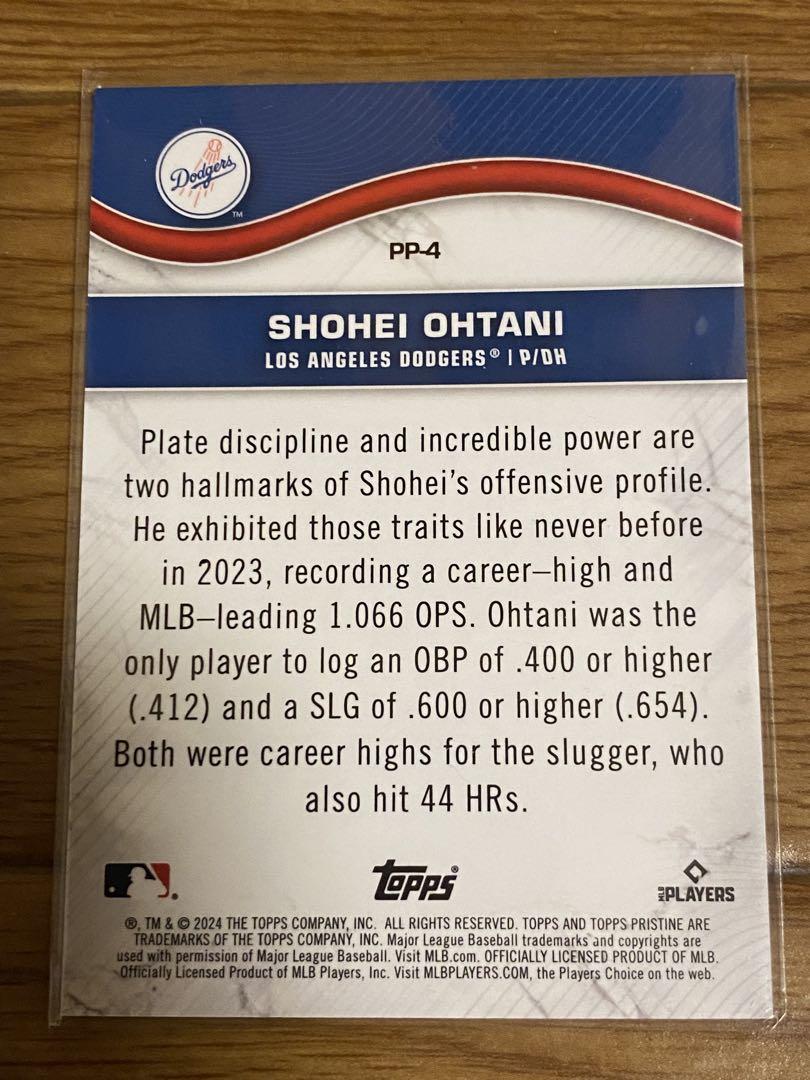 Dodgers
TM
PP-4
SHOHEI OHTANI
LOS ANGELES DODGERS® | P/DH
Plate discipline and incredible power are
two hallmarks of Shohei's offensive profile.
He exhibited those traits like never before
in 2023, recording a career–high and
MLB–leading 1.066 OPS. Ohtani was the
only player to log an OBP of .400 or higher
(.412) and a SLG of .600 or higher (.654).
Both were career highs for the slugger, who
also hit 44 HRs.
topps® MLB PLAYERS
®, TM & © 2024 THE TOPPS COMPANY, INC. ALL RIGHTS RESERVED. TOPPS AND TOPPS PRISTINE ARE
TRADEMARKS OF THE TOPPS COMPANY, INC. Major League Baseball trademarks and copyrights are
used with permission of Major League Baseball. Visit MLB.com. OFFICIALLY LICENSED PRODUCT OF MLB.
Officially Licensed Product of MLB Players, Inc. Visit MLBPLAYERS.COM, the Players Choice on the web.